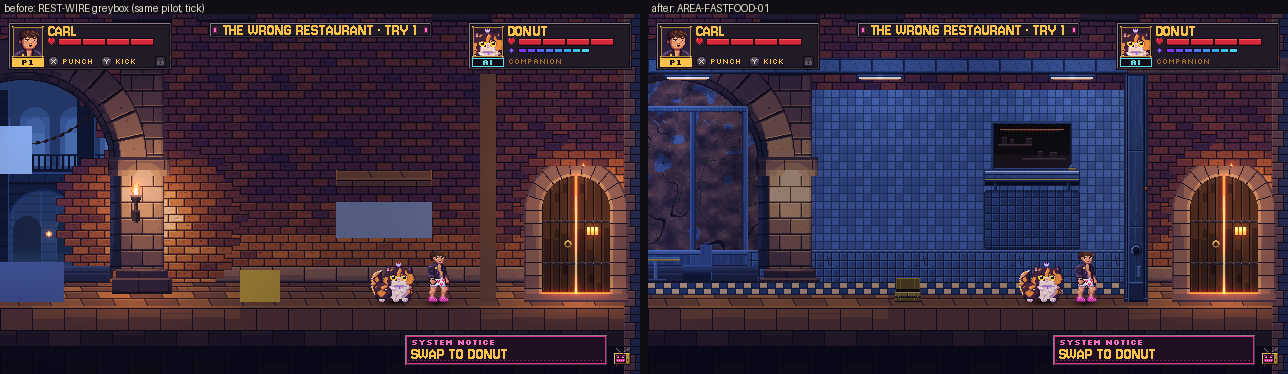 before: REST-WIRE greybox (same pilot, tick)
CARL
P1
X PUNCH Y KICK
THE WRONG RESTAURANT · TRY 1
DONUT
AI
COMPANION
SYSTEM NOTICE
SWAP TO DONUT
after: AREA-FASTFOOD-01
CARL
P1
X PUNCH Y KICK
THE WRONG RESTAURANT · TRY 1
DONUT
AI
COMPANION
SYSTEM NOTICE
SWAP TO DONUT